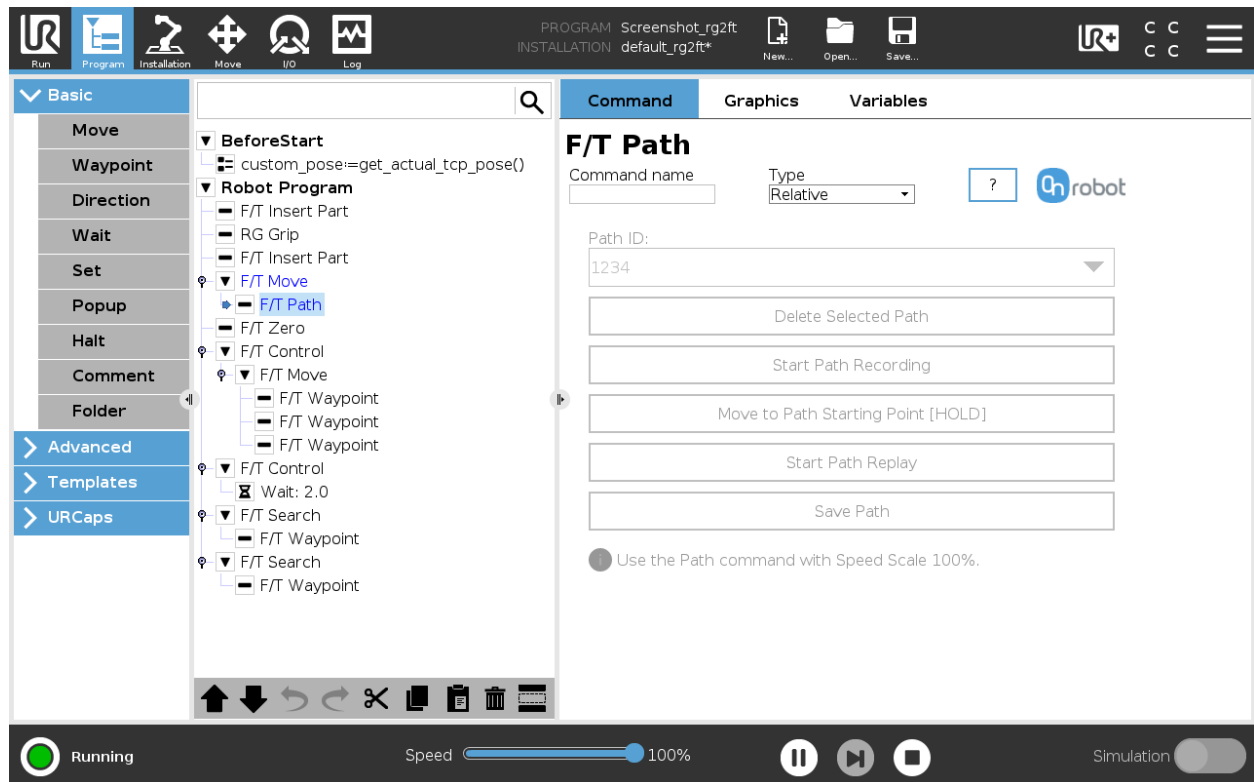 PROGRAM Screenshot_rg2ft
INSTALLATION default_rg2ft*
UR+
C C
C C
Run
Program
Installation
Move
I/O
Log
New...
Open...
Save...
Basic
Move
Waypoint
Direction
Wait
Set
Popup
Halt
Comment
Folder
Advanced
Templates
URCaps
BeforeStart
custom_pose:=get_actual_tcp_pose()
Robot Program
F/T Insert Part
RG Grip
F/T Insert Part
F/T Move
F/T Path
F/T Zero
F/T Control
F/T Move
F/T Waypoint
F/T Waypoint
F/T Waypoint
F/T Control
Wait: 2.0
F/T Search
F/T Waypoint
F/T Search
F/T Waypoint
Command Graphics Variables
F/T Path
Command name
Type
Relative
?
On robot
Path ID:
1234
Delete Selected Path
Start Path Recording
Move to Path Starting Point [HOLD]
Start Path Replay
Save Path
i Use the Path command with Speed Scale 100%.
Running
Speed 100%
Simulation